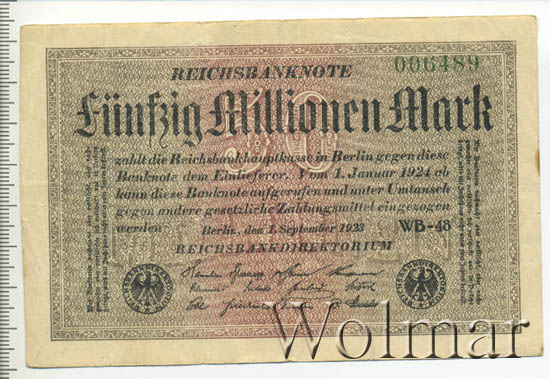 REICHSBANKNOTE
006489
Fünfzig Millionen Mark
zahlt die Reichsbankhauptkasse in Berlin gegen diese
Banknote dem Einlieferer. Vom 1. Januar 1924 ab
kann diese Banknote aufgerufen und unter Umtausch
gegen andere gesetzliche Zahlungsmittel eingezogen
werden
Berlin, den 1. September 1923
WB-48
REICHSBANKDIREKTORIUM
50
Wolmar